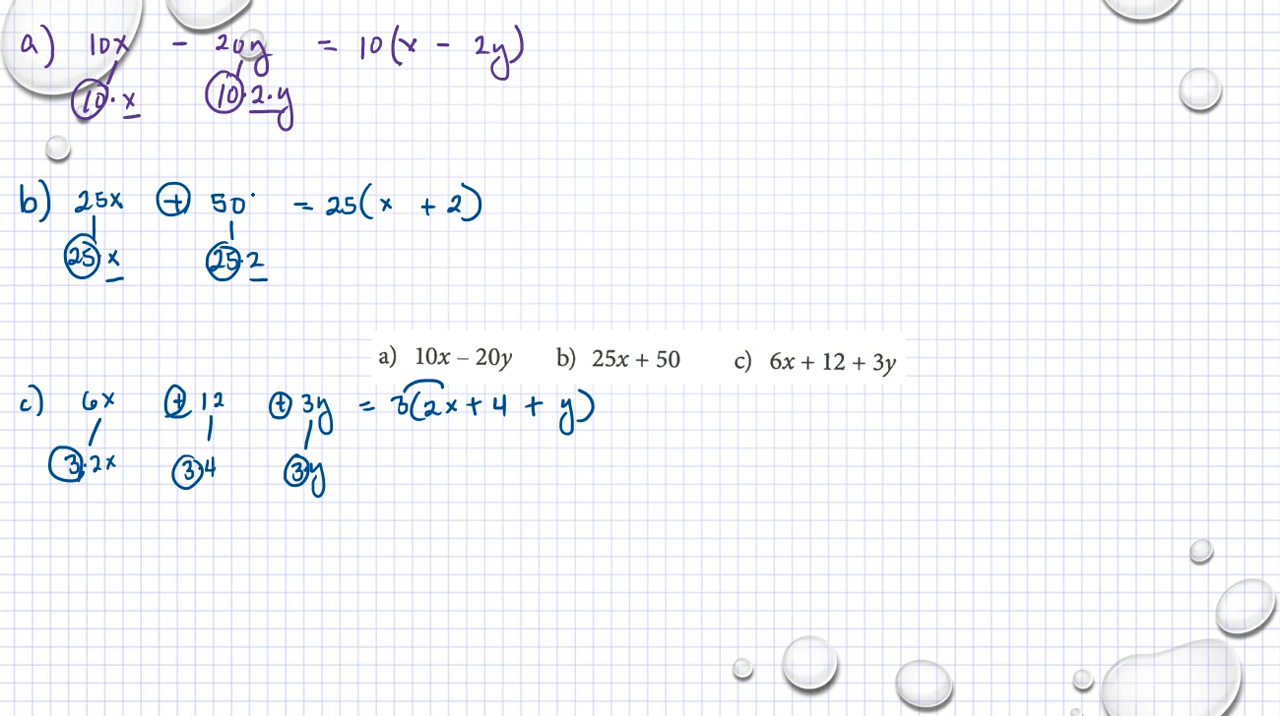 a) 10x - 20y = 10(x - 2y)
10·x 10·2·y
b) 25x + 50 = 25(x + 2)
25·x 25·2
a) 10x – 20y b) 25x + 50 c) 6x + 12 + 3y
c) 6x + 12 + 3y = 3(2x + 4 + y)
3·2x 3·4 3·y